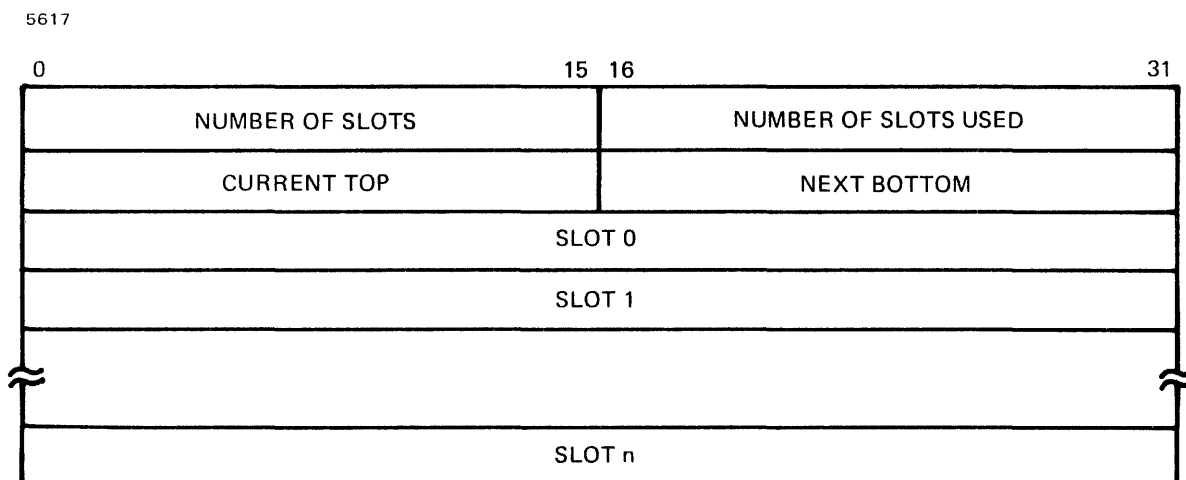 5617
0 15 16 31
NUMBER OF SLOTS NUMBER OF SLOTS USED
CURRENT TOP NEXT BOTTOM
SLOT 0
SLOT 1
SLOT n